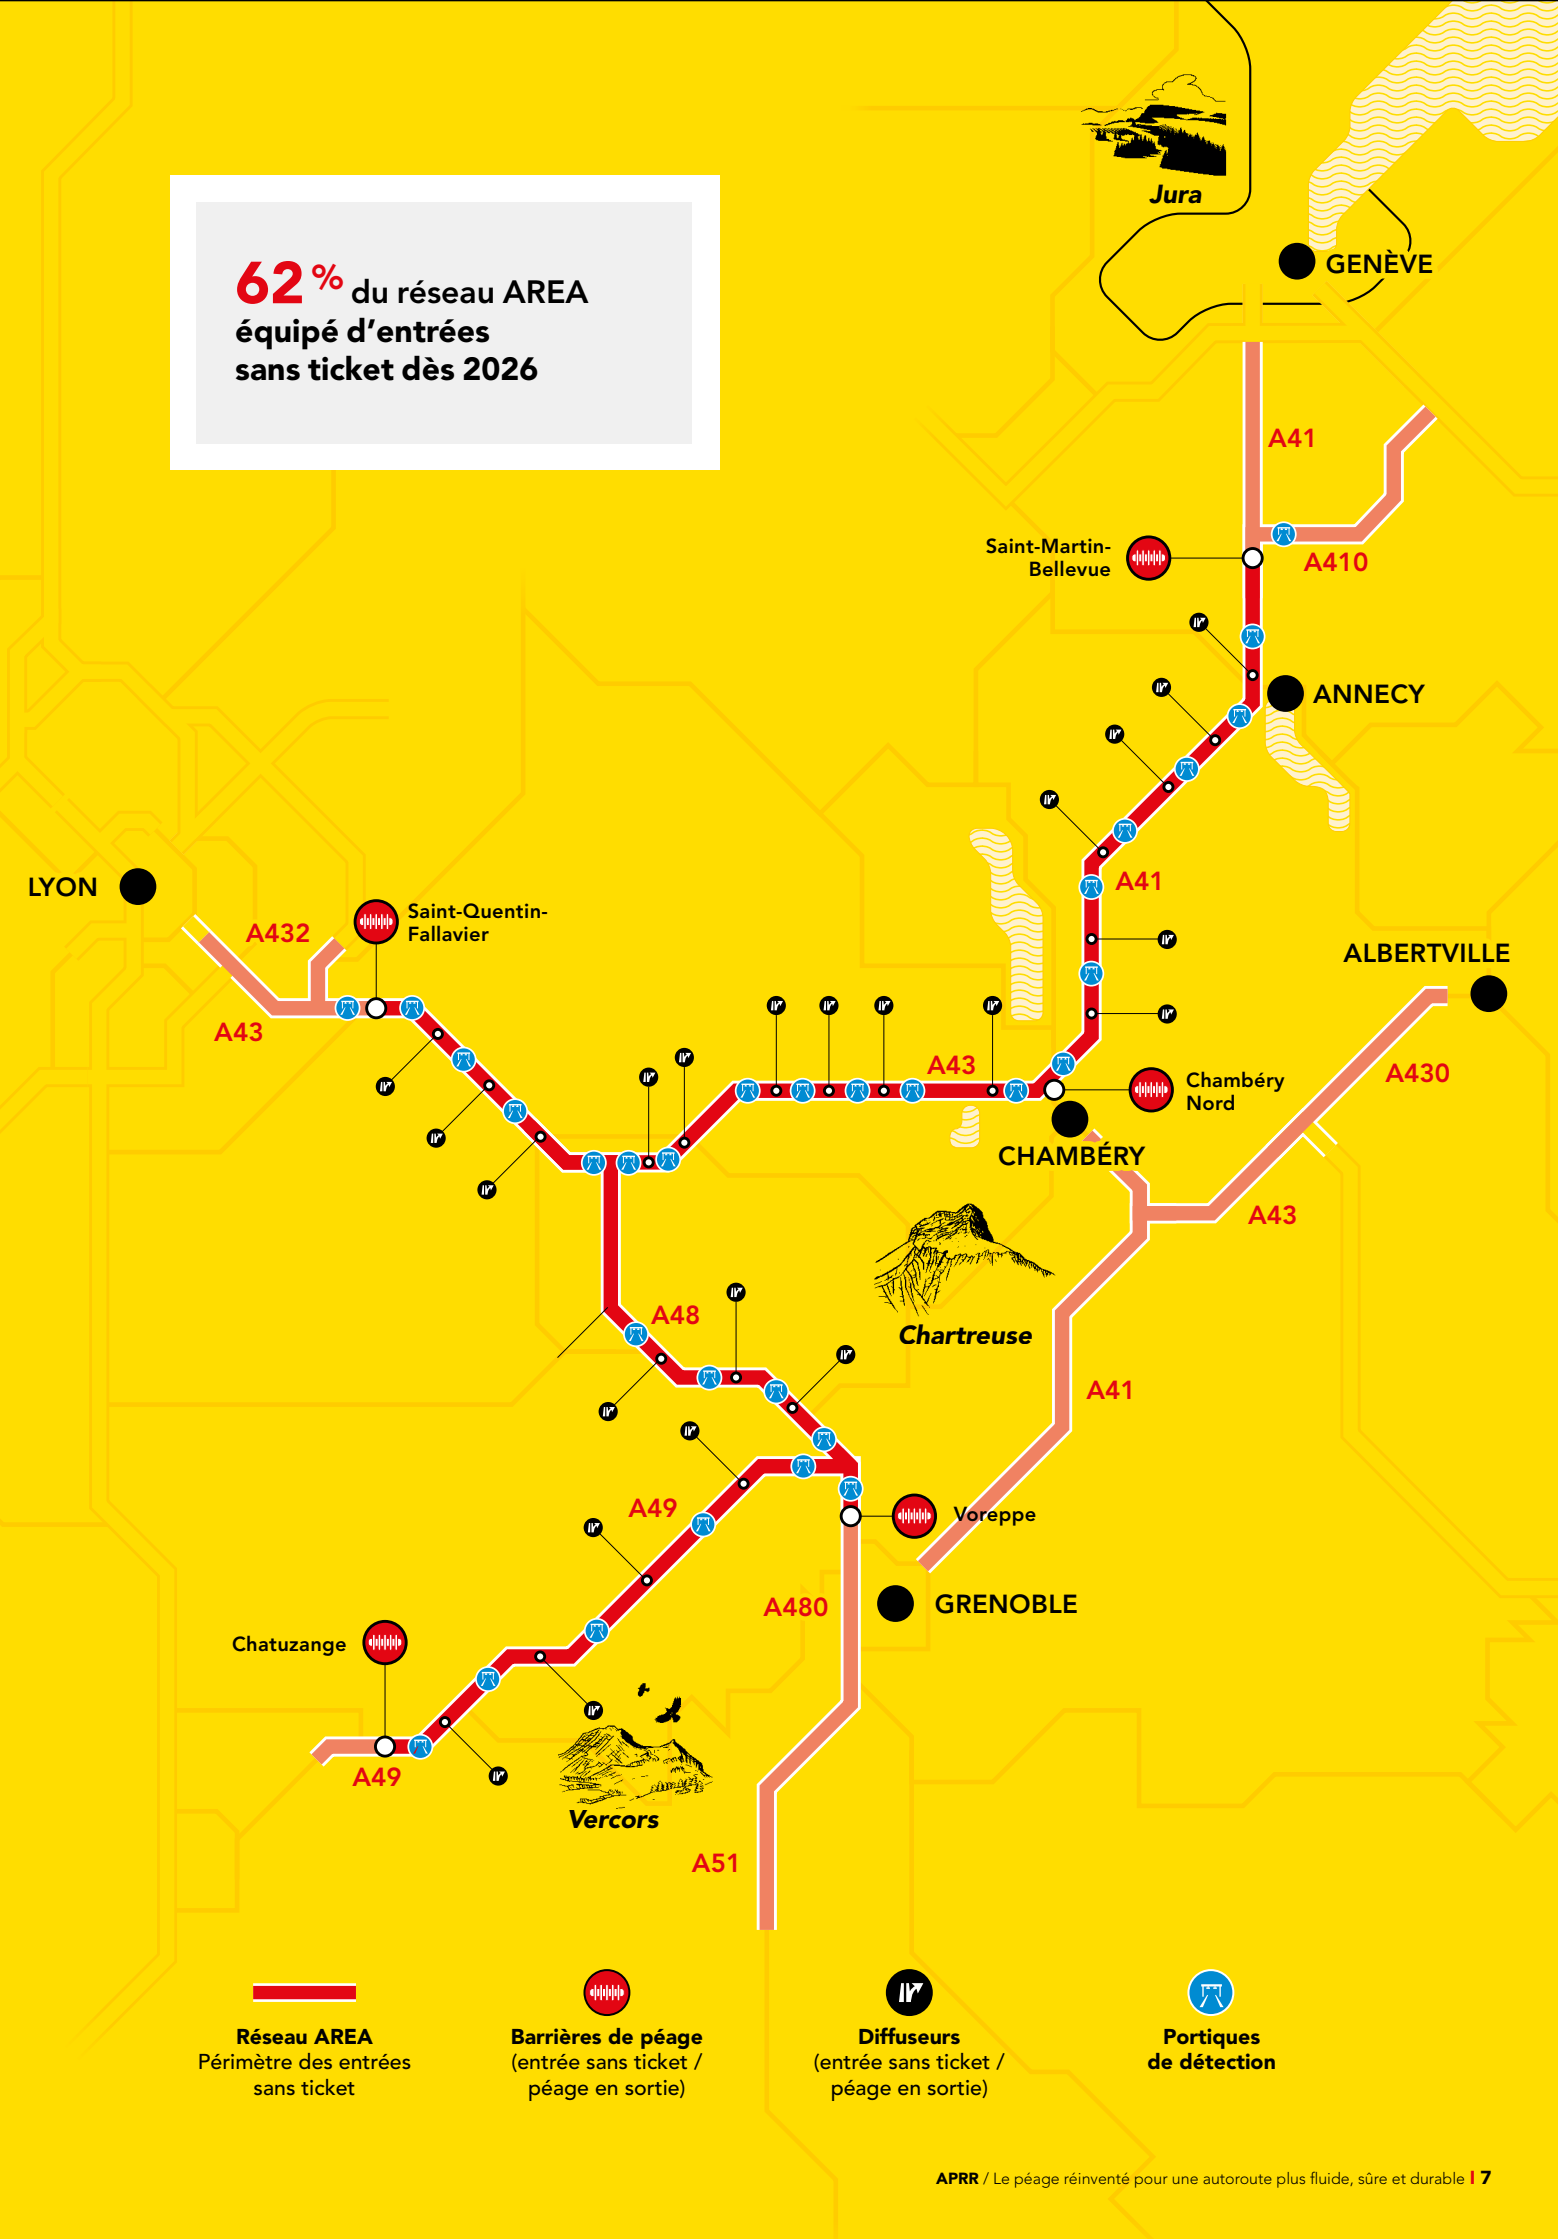 Jura
GENÈVE
62 % du réseau AREA
équipé d’entrées
sans ticket dès 2026
A41
Saint-Martin-
Bellevue
A410
ANNECY
A41
LYON
Saint-Quentin-
Fallavier
A432
A43
ALBERTVILLE
A43
A430
Chambéry
Nord
CHAMBÉRY
A43
A48
Chartreuse
A41
A49
Voreppe
A480
GRENOBLE
Chatuzange
A49
Vercors
A51
Réseau AREA
Périmètre des entrées
sans ticket
Barrières de péage
(entrée sans ticket /
péage en sortie)
Diffuseurs
(entrée sans ticket /
péage en sortie)
Portiques
de détection
APRR / Le péage réinventé pour une autoroute plus fluide, sûre et durable I 7